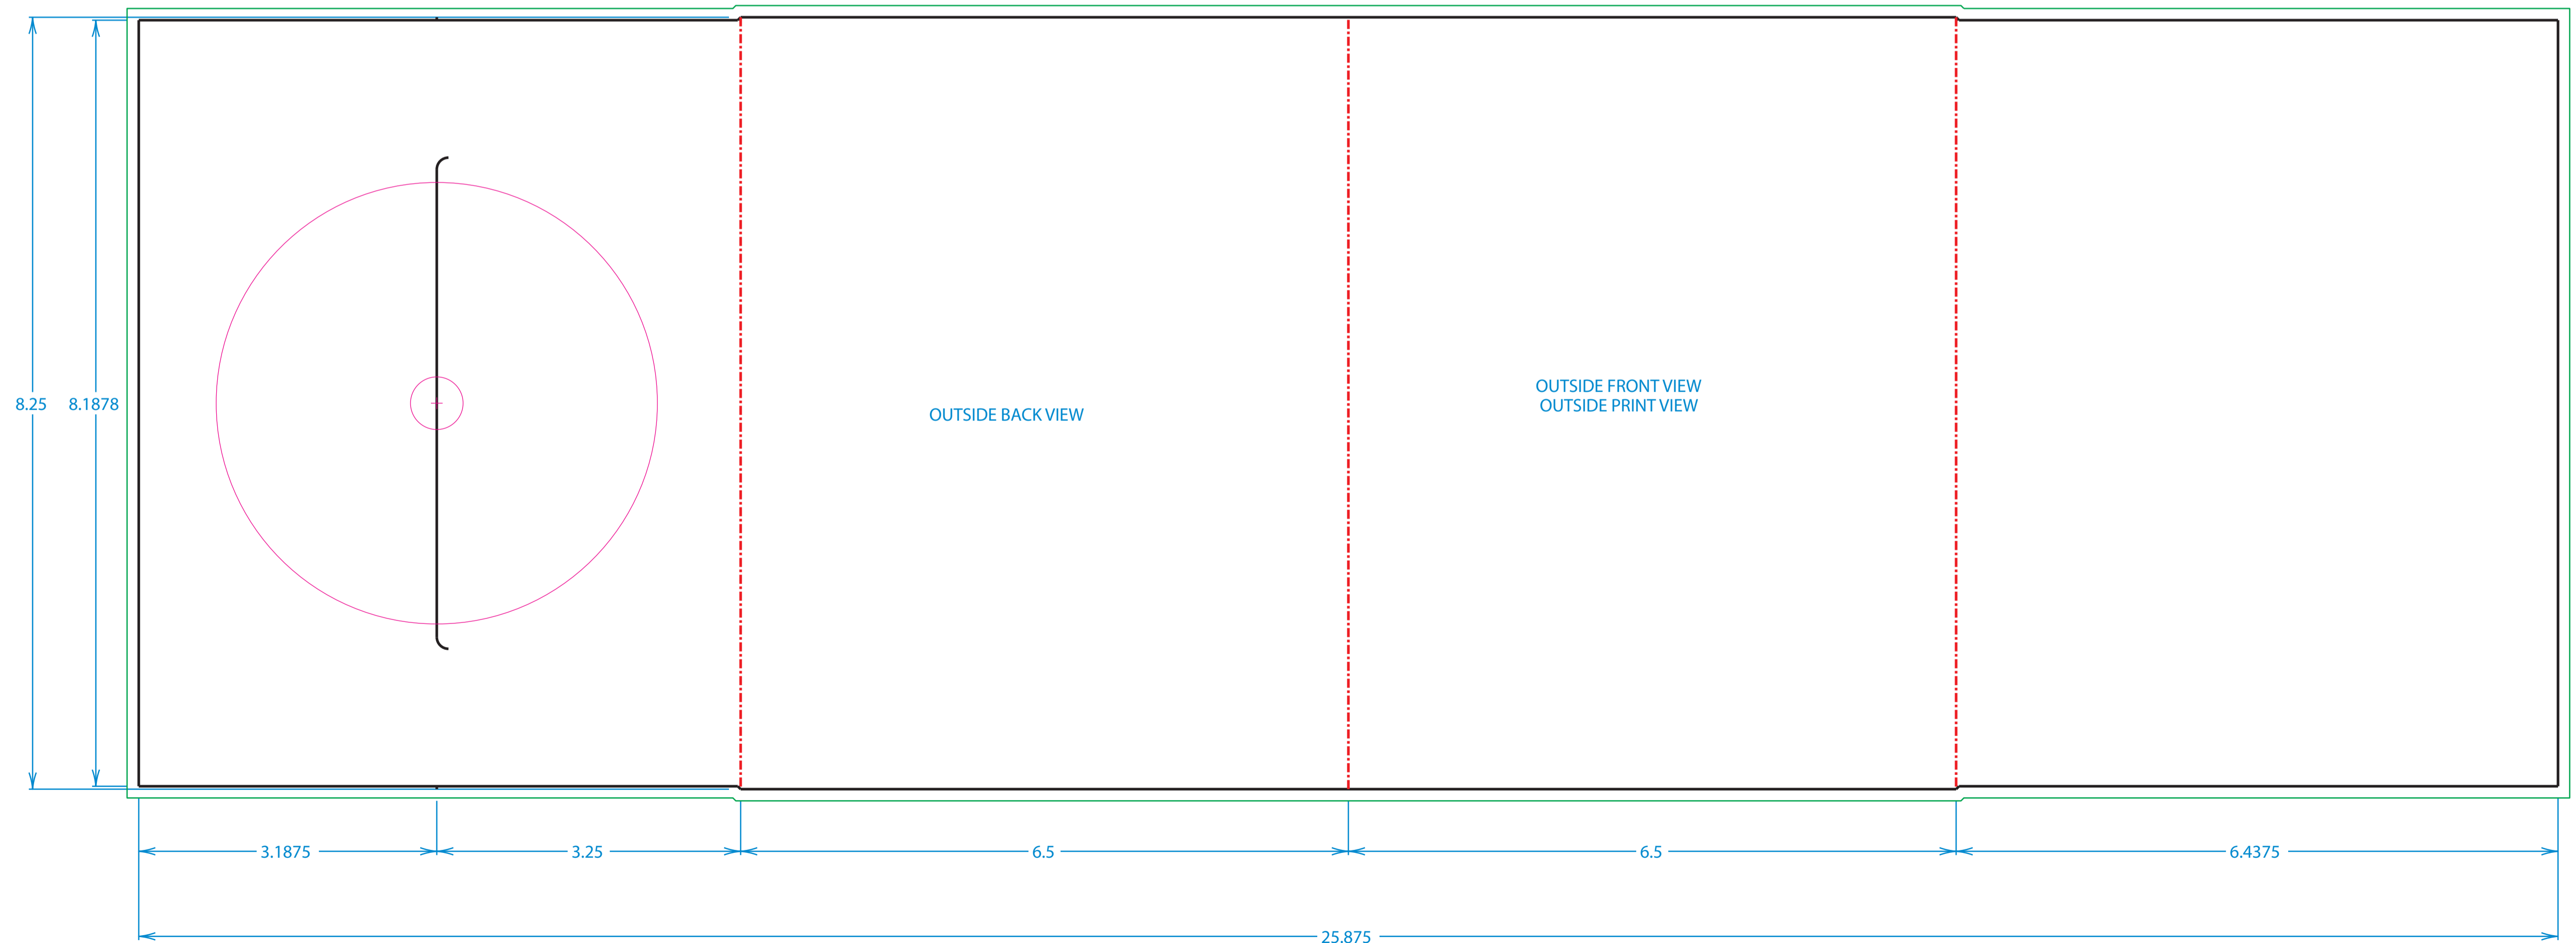 OUTSIDE FRONT VIEW
OUTSIDE PRINT VIEW
8.25
8.1878
OUTSIDE BACK VIEW
3.1875
3.25
6.5
6.5
6.4375
25.875